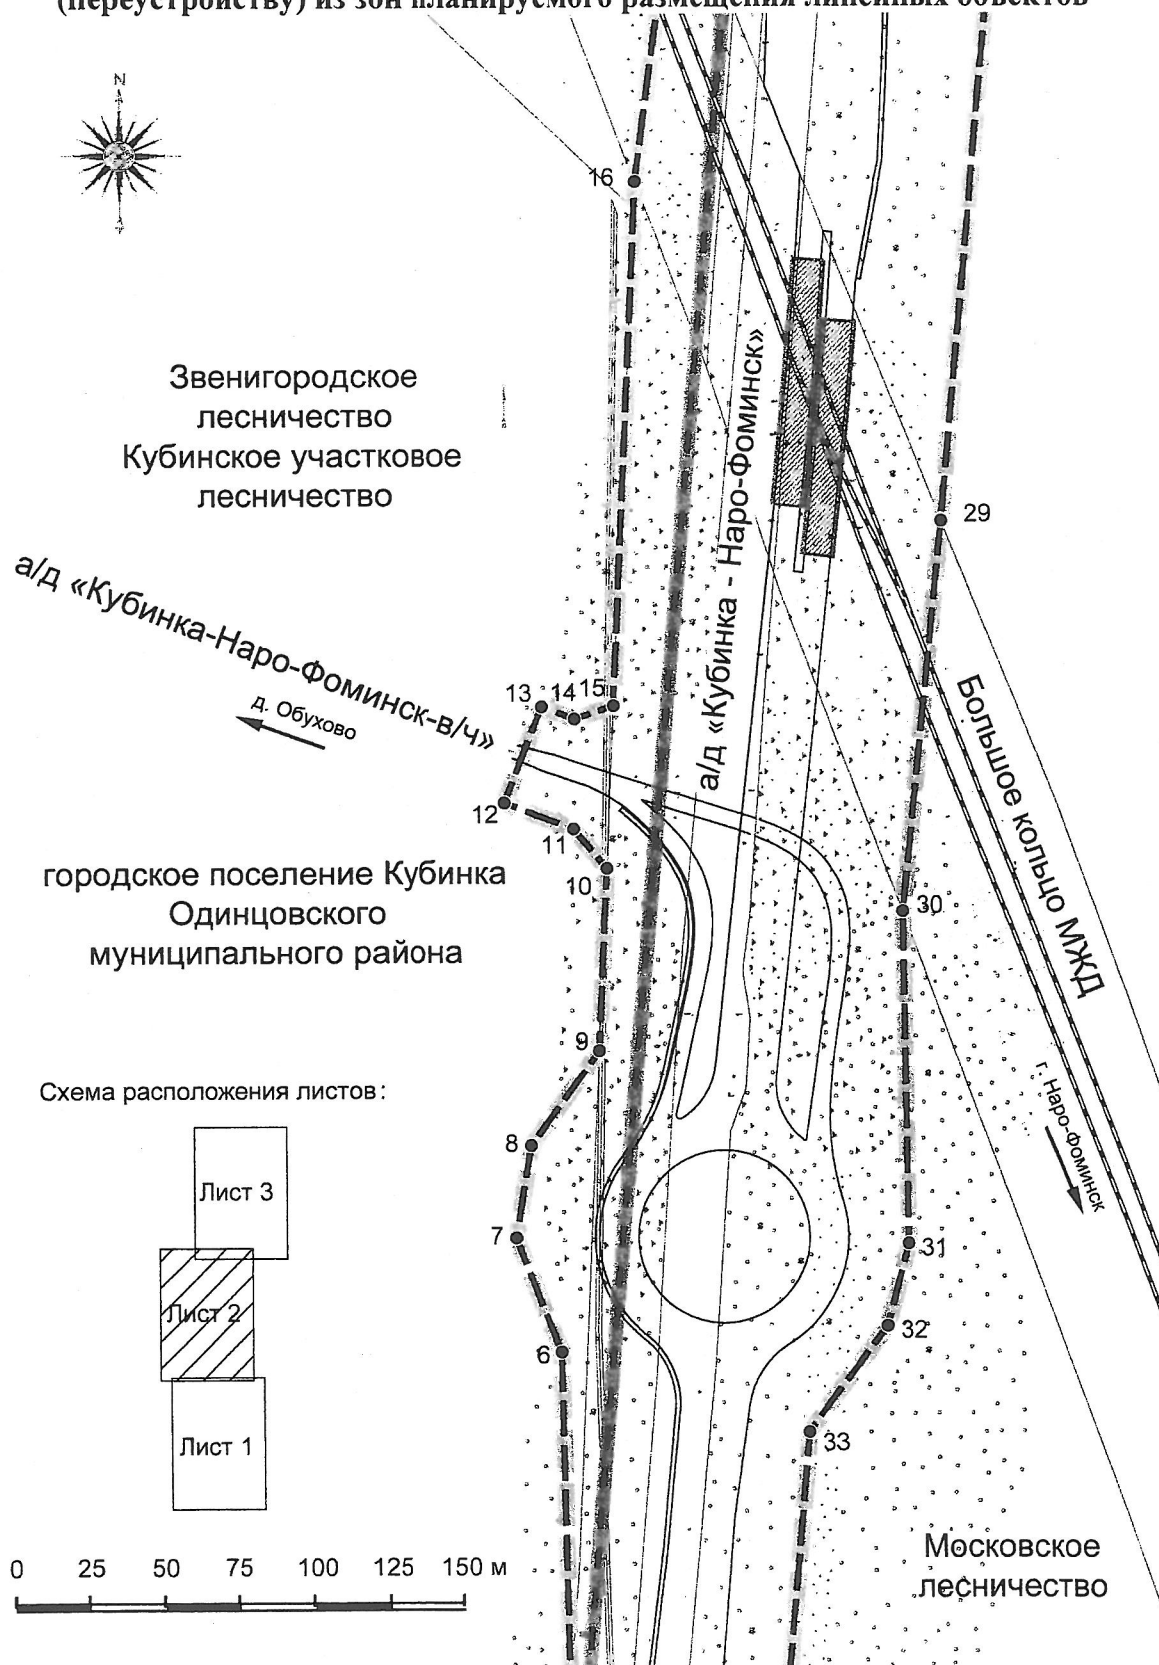 (переустройству) из зон планируемого размещения линейных объектов
N
16
Звенигородское
лесничество
Кубинское участковое
лесничество
а/д «Кубинка - Наро-Фоминск»
29
а/д «Кубинка-Наро-Фоминск-в/ч»
д. Обухово
13
14
15
Большое кольцо МЖД
12
11
10
30
городское поселение Кубинка
Одинцовского
муниципального района
9
Схема расположения листов:
г. Наро-Фоминск
8
Лист 3
7
31
Лист 2
32
6
33
Лист 1
Московское
лесничество
0 25 50 75 100 125 150 м